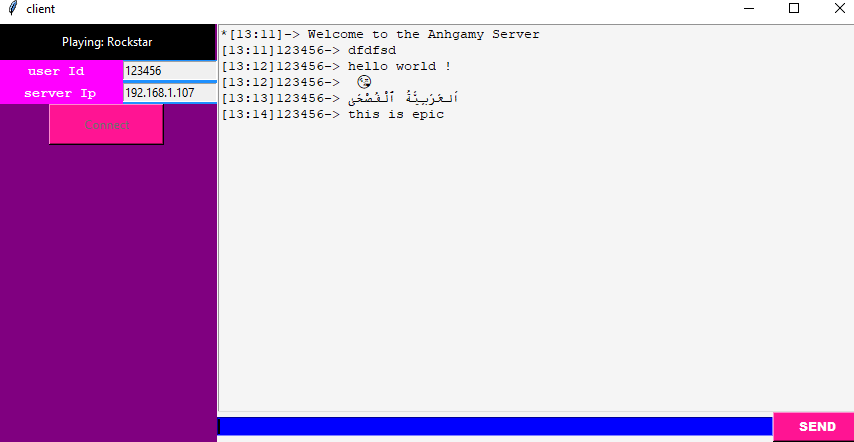 client
Playing: Rockstar
user Id 123456
server Ip 192.168.1.107
Connect
*[13:11]-> Welcome to the Anhgamy Server
[13:11]123456-> dfdfsd
[13:12]123456-> hello world !
[13:12]123456-> 😘
[13:13]123456-> اَلعَرَبِيَّةُ ٱلْفُصْحَىٰ
[13:14]123456-> this is epic
SEND